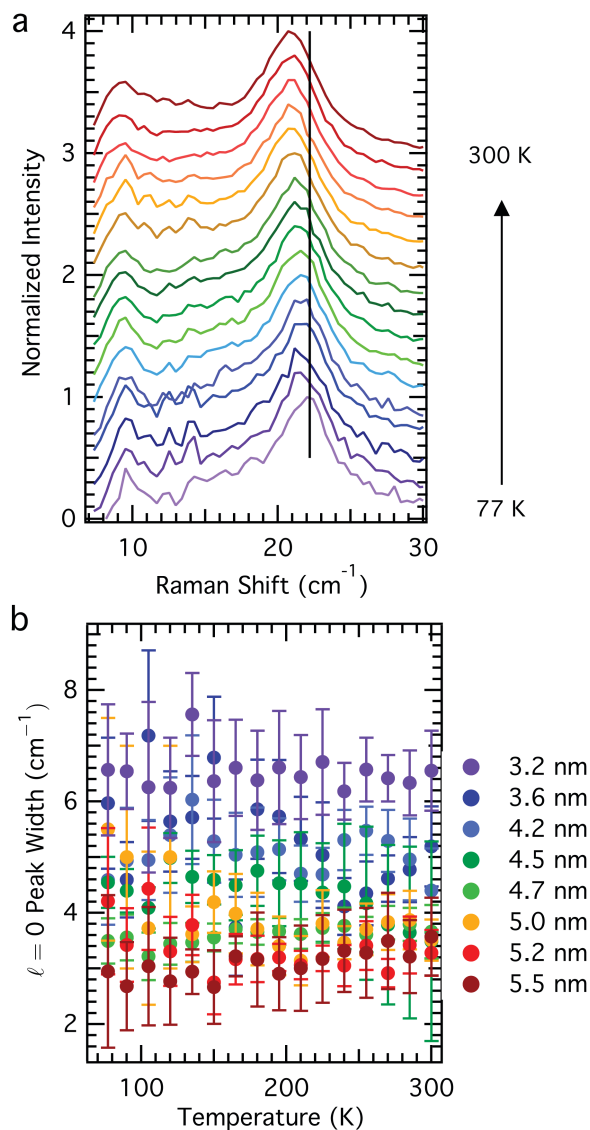 a
4
3
2
1
0
Normalized Intensity
10
20
30
Raman Shift (cm⁻¹)
300 K
77 K
b
8
6
4
2
ℓ = 0 Peak Width (cm⁻¹)
100
200
300
Temperature (K)
3.2 nm
3.6 nm
4.2 nm
4.5 nm
4.7 nm
5.0 nm
5.2 nm
5.5 nm